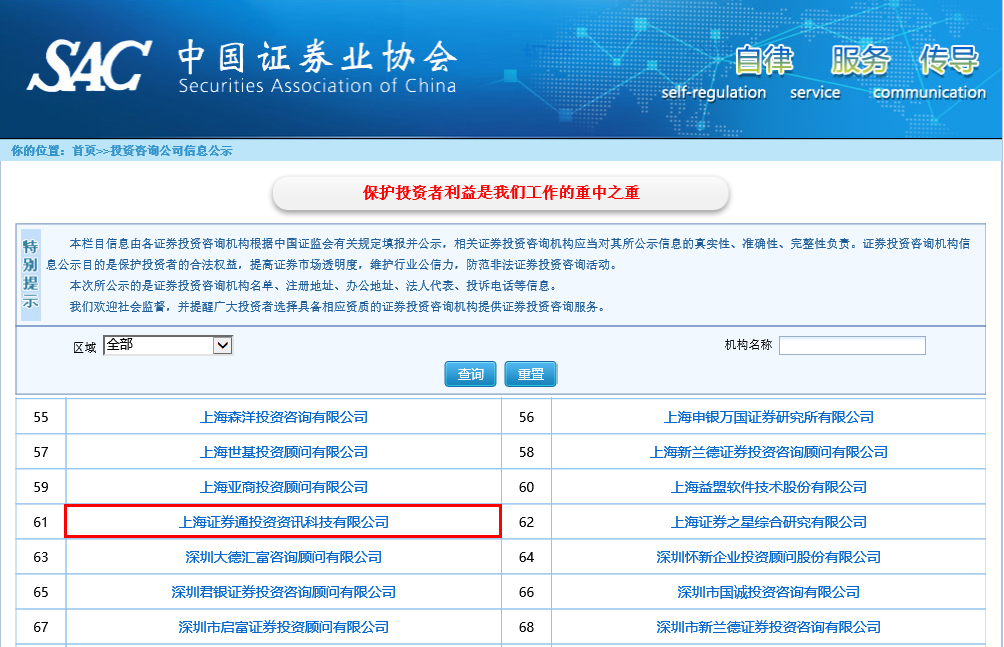 SAC 中国证券业协会
Securities Association of China
自律 服务 传导
self-regulation service communication
你的位置：首页>>投资咨询公司信息公示
保护投资者利益是我们工作的重中之重
特别提示
本栏目信息由各证券投资咨询机构根据中国证监会有关规定填报并公示，相关证券投资咨询机构应当对其所公示信息的真实性、准确性、完整性负责。证券投资咨询机构信
息公示目的是保护投资者的合法权益，提高证券市场透明度，维护行业公信力，防范非法证券投资咨询活动。
本次所公示的是证券投资咨询机构名单、注册地址、办公地址、法人代表、投诉电话等信息。
我们欢迎社会监督，并提醒广大投资者选择具备相应资质的证券投资咨询机构提供证券投资咨询服务。
区域 全部 机构名称
查询 重置
55 上海森洋投资咨询有限公司 56 上海申银万国证券研究所有限公司
57 上海世基投资顾问有限公司 58 上海新兰德证券投资咨询顾问有限公司
59 上海亚商投资顾问有限公司 60 上海益盟软件技术股份有限公司
61 上海证券通投资资讯科技有限公司 62 上海证券之星综合研究有限公司
63 深圳大德汇富咨询顾问有限公司 64 深圳怀新企业投资顾问股份有限公司
65 深圳君银证券投资咨询顾问有限公司 66 深圳市国诚投资咨询有限公司
67 深圳市启富证券投资顾问有限公司 68 深圳市新兰德证券投资咨询有限公司